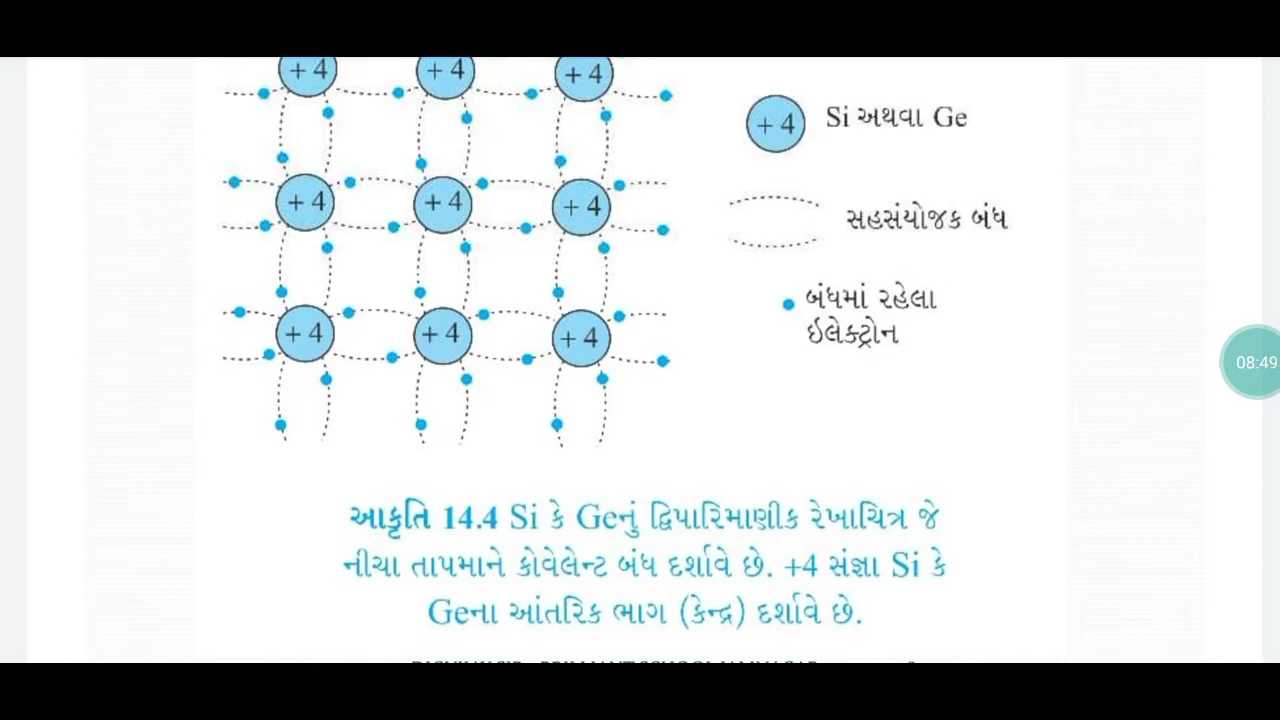 +4 +4 +4
+4 Si અથવા Ge
+4 +4 +4
સહસંયોજક બંધ
બંધમાં રહેલા
ઇલેક્ટ્રોન
+4 +4 +4
08:49
આકૃતિ 14.4 Si કે Geનું દ્વિપારિમાણીક રેખાચિત્ર જે
નીચા તાપમાને કોવેલેન્ટ બંધ દર્શાવે છે. +4 સંજ્ઞા Si કે
Geના આંતરિક ભાગ (કેન્દ્ર) દર્શાવે છે.